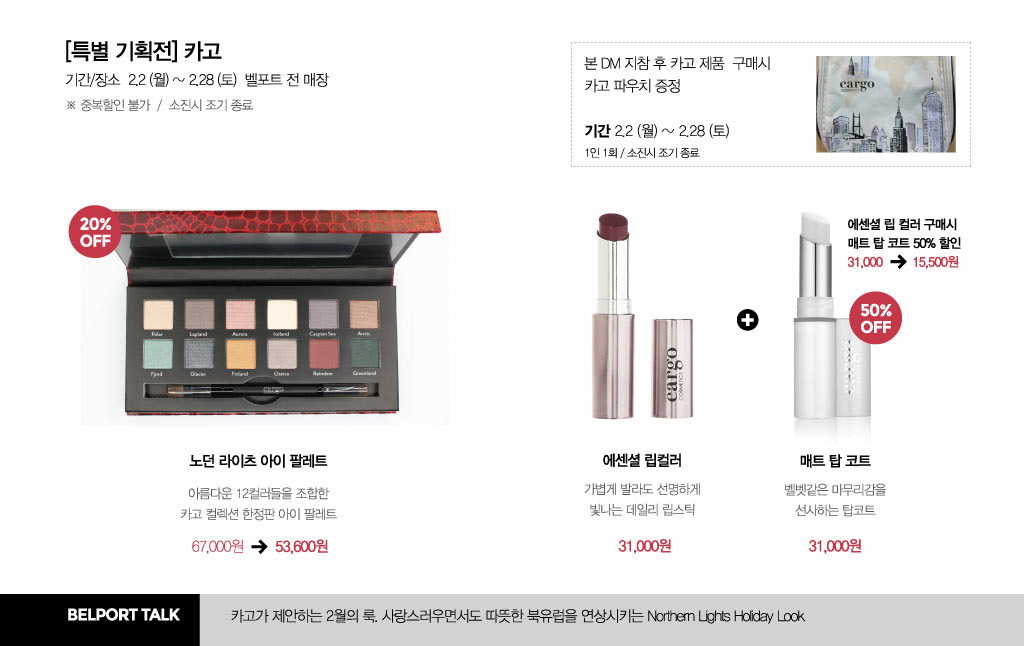 [특별 기획전] 카고
기간/장소 2.2 (월) ~ 2.28 (토) 벨포트 전 매장
※ 중복할인 불가 / 소진시 조기 종료
본 DM 지참 후 카고 제품 구매시
카고 파우치 증정
기간 2.2 (월) ~ 2.28 (토)
1인 1회 / 소진시 조기 종료
cargo
20%
OFF
Polar Lapland Aurora Iceland Caspian Sea Arctic
Fjord Glacier Finland Osetra Reindeer Greenland
cargo
노던 라이츠 아이 팔레트
아름다운 12컬러들을 조합한
카고 컬렉션 한정판 아이 팔레트
67,000원 → 53,600원
cargo
COSMETICS
에센셜 립컬러
가볍게 발라도 선명하게
빛나는 데일리 립스틱
31,000원
에센셜 립 컬러 구매시
매트 탑 코트 50% 할인
31,000 → 15,500원
50%
OFF
cargo
매트 탑 코트
벨벳같은 마무리감을
선사하는 탑코트
31,000원
BELPORT TALK
카고가 제안하는 2월의 룩. 사랑스러우면서도 따뜻한 북유럽을 연상시키는 Northern Lights Holiday Look